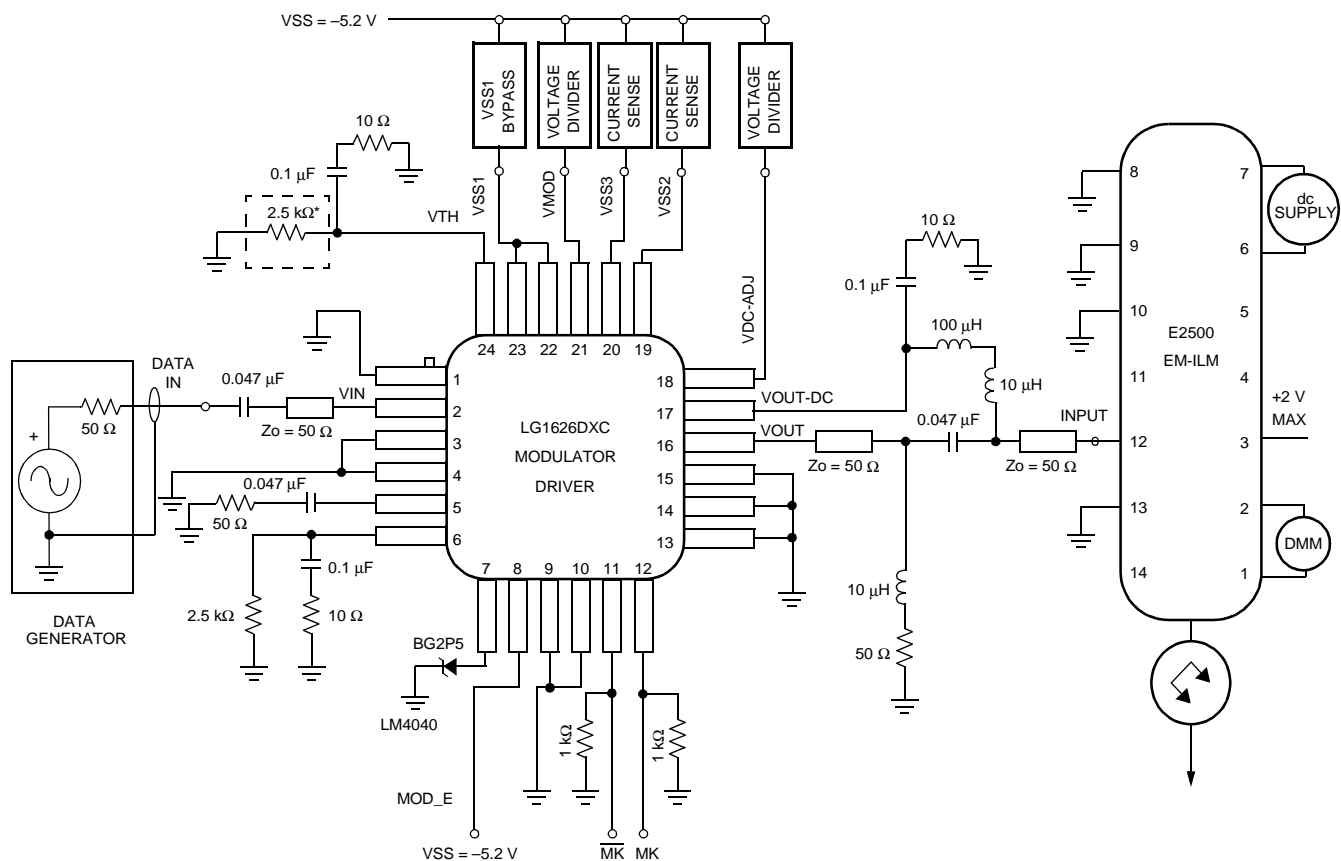 VSS = –5.2 V
VSS1
BYPASS
VOLTAGE
DIVIDER
CURRENT
SENSE
CURRENT
SENSE
VOLTAGE
DIVIDER
10 Ω
0.1 µF
2.5 kΩ*
VTH
VSS1
VMOD
VSS3
VSS2
VDC-ADJ
24
23
22
21
20
19
DATA
IN
0.047 µF
VIN
50 Ω
+
Zo = 50 Ω
0.047 µF
50 Ω
2.5 kΩ
0.1 µF
10 Ω
DATA
GENERATOR
1
2
3
4
5
6
LG1626DXC
MODULATOR
DRIVER
18
17
16
15
14
13
7
8
9
10
11
12
BG2P5
LM4040
MOD_E
VSS = –5.2 V
1 kΩ
1 kΩ
M̅K̅
MK
VOUT-DC
VOUT
Zo = 50 Ω
0.1 µF
10 Ω
100 µH
10 µH
0.047 µF
Zo = 50 Ω
INPUT
10 µH
50 Ω
8
9
10
11
12
13
14
E2500
EM-ILM
7
6
5
4
3
2
1
dc
SUPPLY
+2 V
MAX
DMM